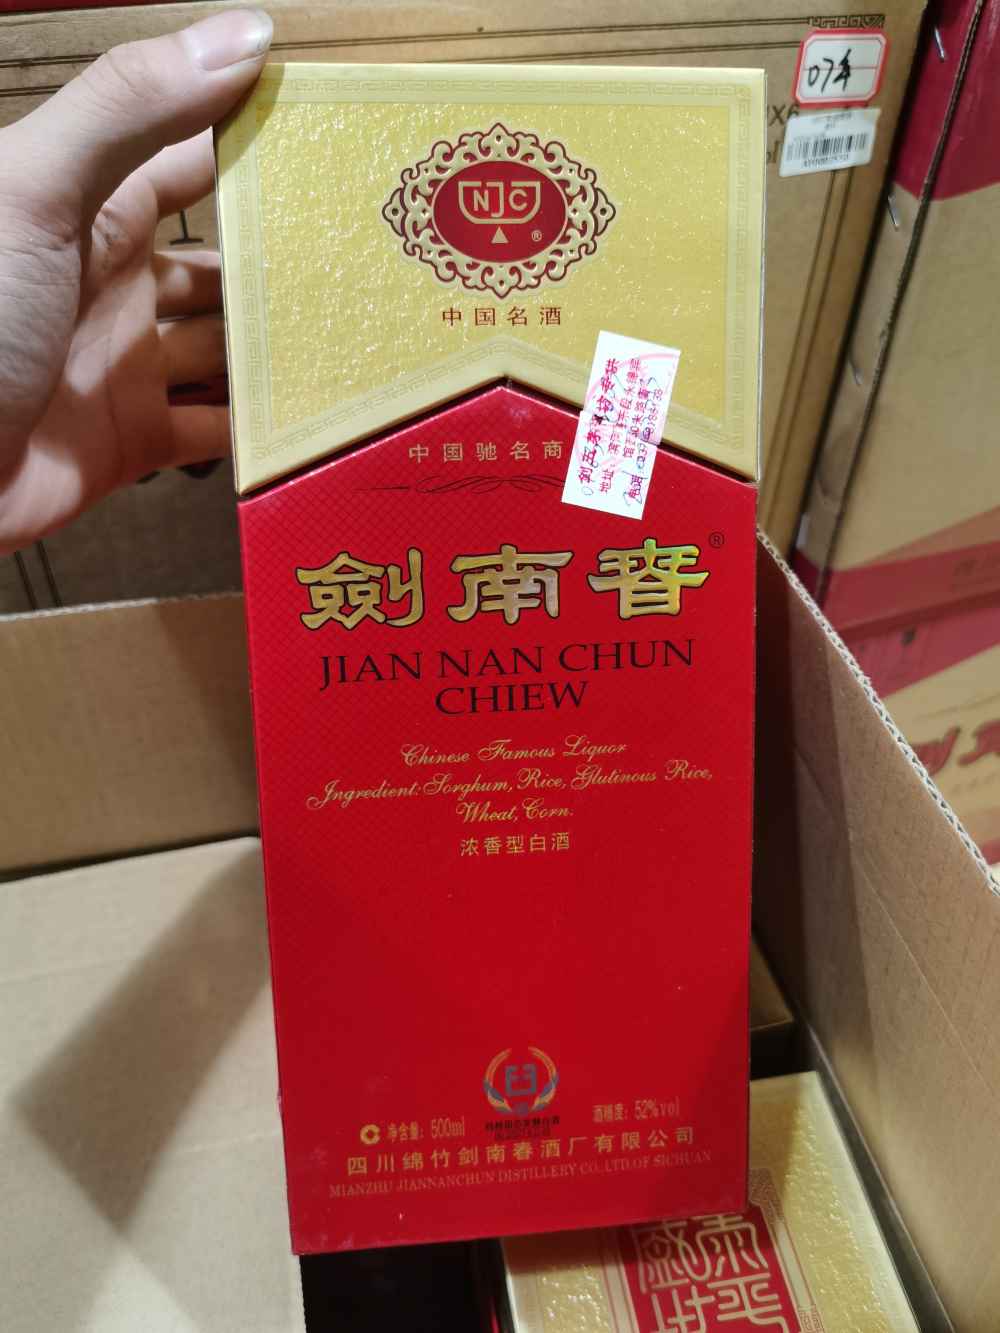 07年
NJC
®
中国名酒
中国驰名商
劍南春®
JIAN NAN CHUN
CHIEW
Chinese Famous Liquor
Ingredient: Sorghum, Rice, Glutinous Rice,
Wheat, Corn.
浓香型白酒
净含量: 500ml
酒精度: 52%vol
四川绵竹剑南春酒厂有限公司
MIANZHU JIANNANCHUN DISTILLERY CO., LTD. OF SICHUAN